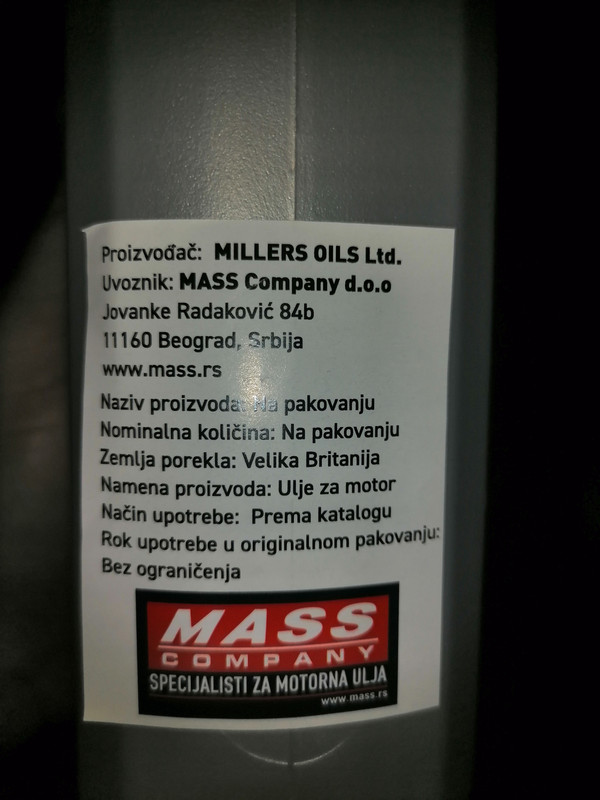 Proizvođač: MILLERS OILS Ltd.
Uvoznik: MASS Company d.o.o
Jovanke Radaković 84b
11160 Beograd, Srbija
www.mass.rs
Naziv proizvoda: Na pakovanju
Nominalna količina: Na pakovanju
Zemlja porekla: Velika Britanija
Namena proizvoda: Ulje za motor
Način upotrebe: Prema katalogu
Rok upotrebe u originalnom pakovanju:
Bez ograničenja
MASS
COMPANY
SPECIJALISTI ZA MOTORNA ULJA
www.mass.rs